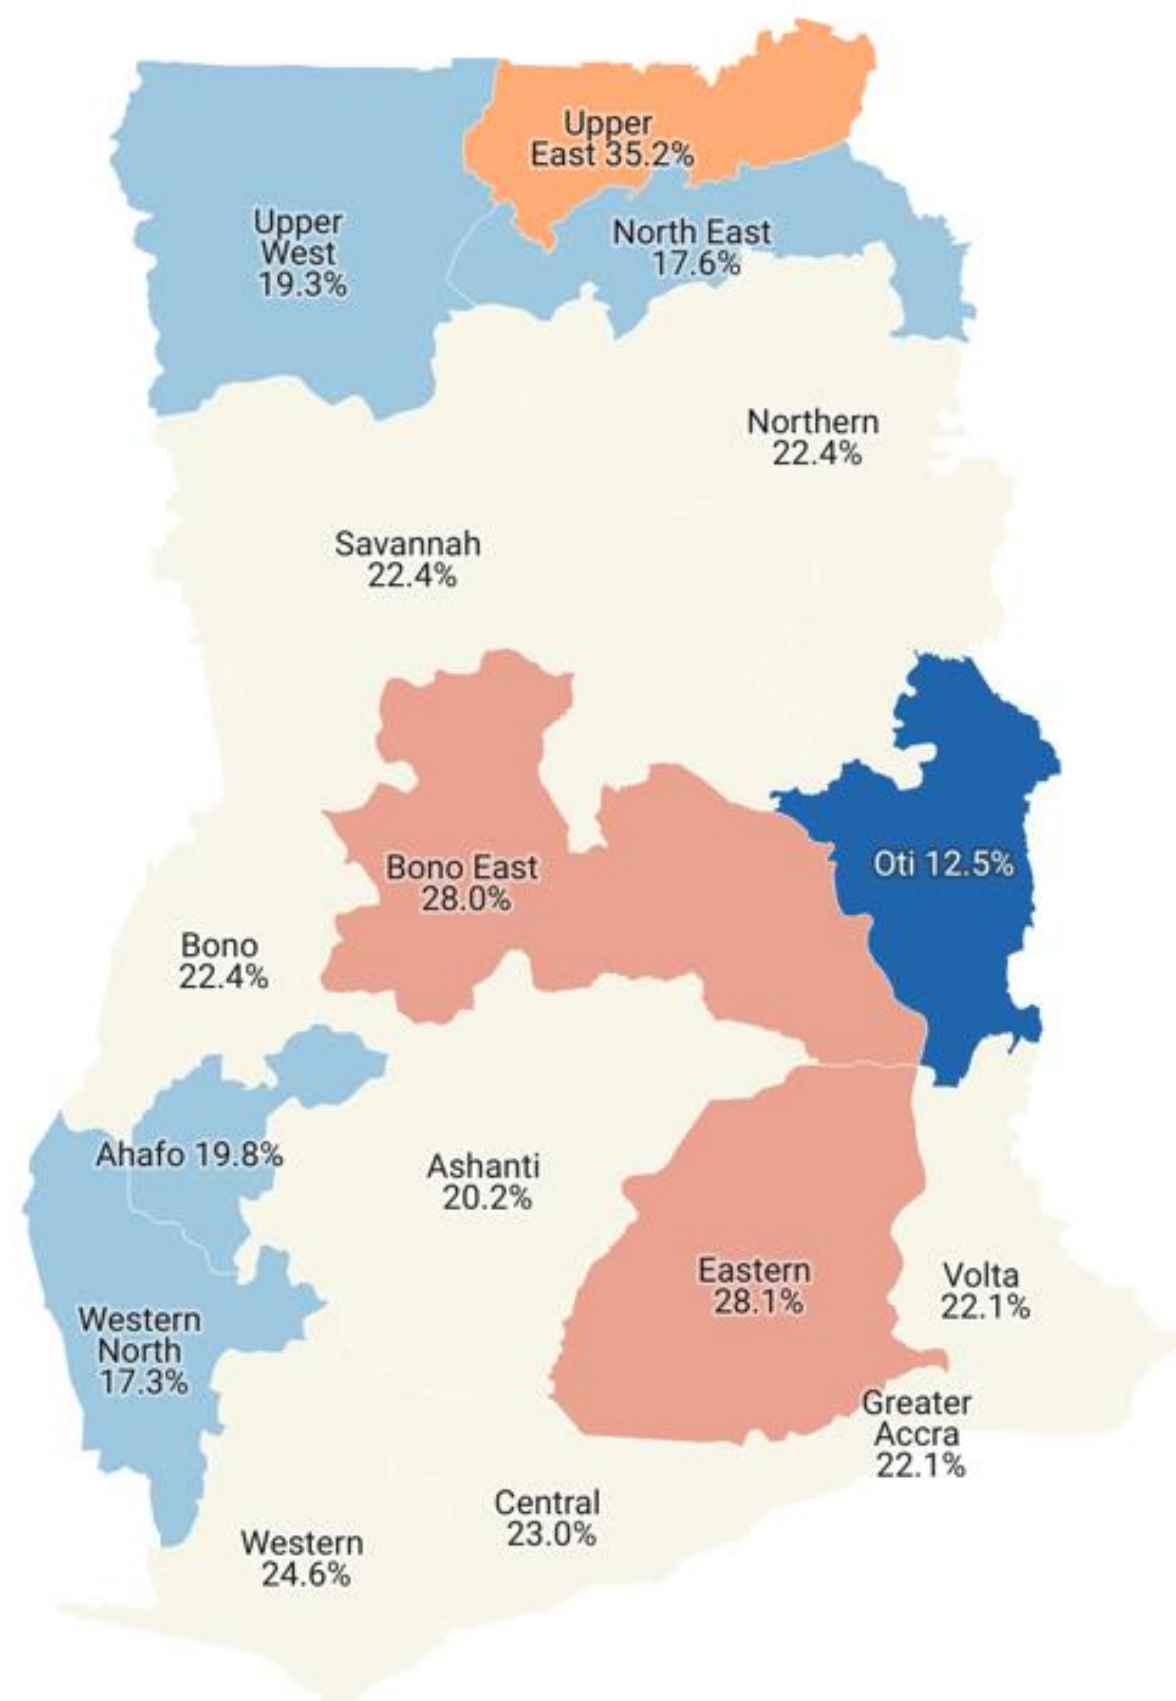 Upper
East 35.2%
Upper
West
19.3%
North East
17.6%
Northern
22.4%
Savannah
22.4%
Bono East
28.0%
Oti 12.5%
Bono
22.4%
Ahafo 19.8%
Ashanti
20.2%
Eastern
28.1%
Volta
22.1%
Western
North
17.3%
Greater
Accra
22.1%
Central
23.0%
Western
24.6%